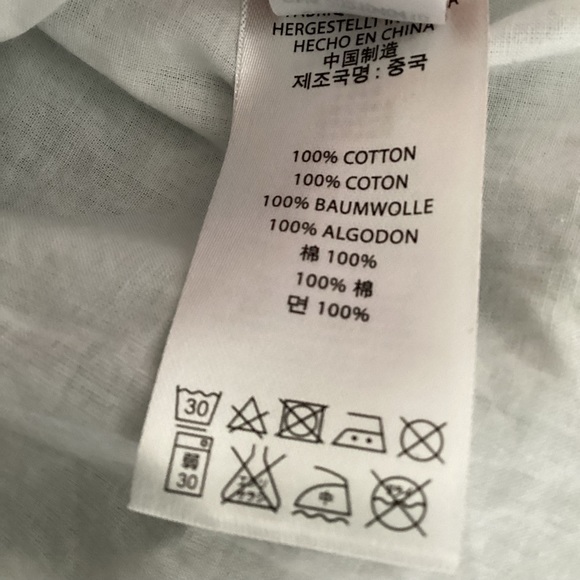 HERGESTELLT IN
HECHO EN CHINA
中国制造
제조국명 : 중국
100% COTTON
100% COTON
100% BAUMWOLLE
100% ALGODON
棉 100%
100% 棉
면 100%
30
弱
30
中